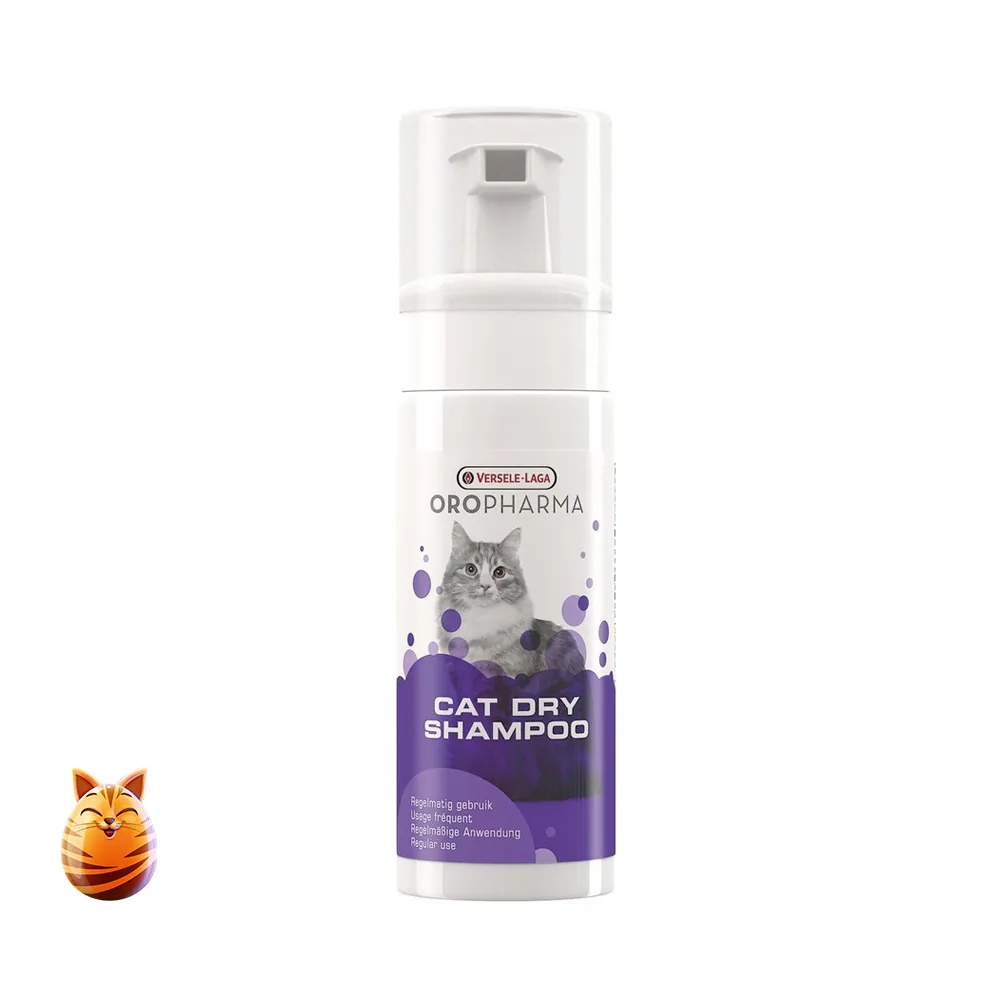 VERSELE-LAGA
OROPHARMA
CAT DRY
SHAMPOO
Regelmatig gebruik
Usage fréquent
Regelmäßige Anwendung
Regular use